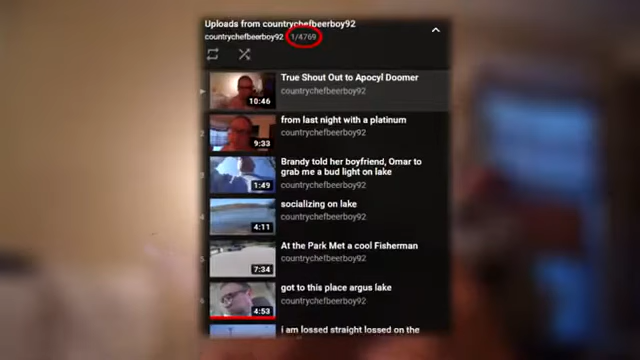 Uploads from countrychefbeerboy92
countrychefbeerboy92 1/4769
True Shout Out to Apocyl Doomer
countrychefbeerboy92
10:46
from last night with a platinum
countrychefbeerboy92
9:33
Brandy told her boyfriend, Omar to
grab me a bud light on lake
countrychefbeerboy92
1:49
socializing on lake
countrychefbeerboy92
4:11
At the Park Met a cool Fisherman
countrychefbeerboy92
7:34
got to this place argus lake
countrychefbeerboy92
4:53
i am lossed straight lossed on the